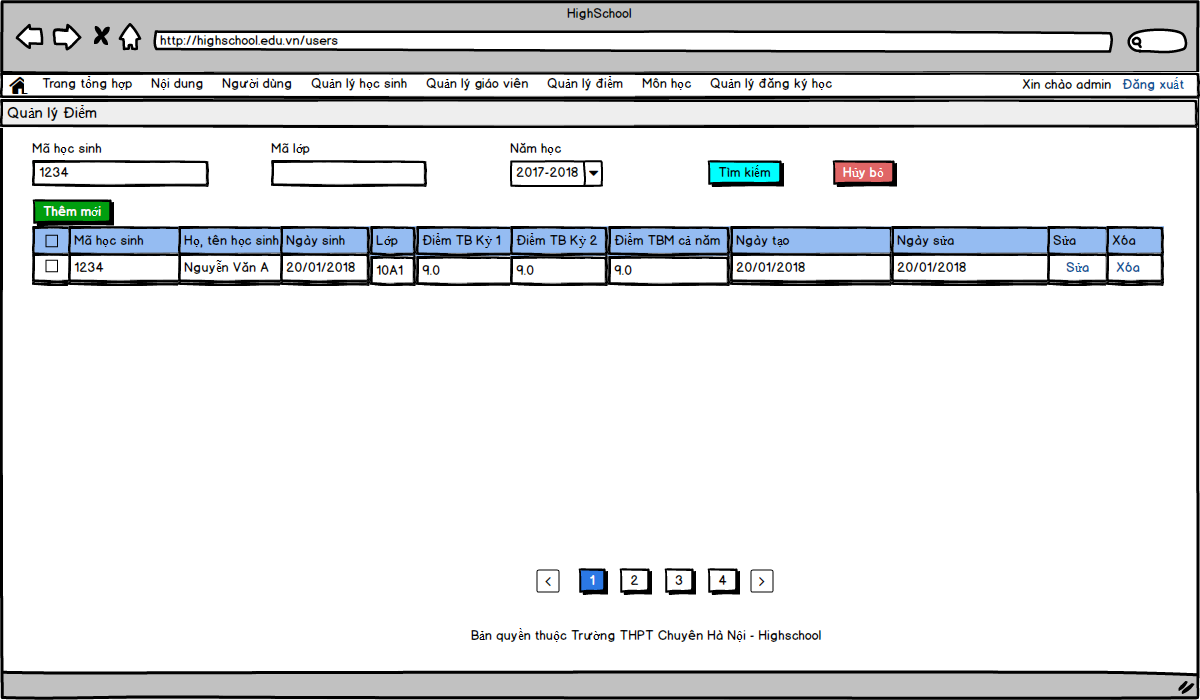 HighSchool
http://highschool.edu.vn/users
Trang tổng hợp Nội dung Người dùng Quản lý học sinh Quản lý giáo viên Quản lý điểm Môn học Quản lý đăng ký học Xin chào admin Đăng xuất
Quản lý Điểm
Mã học sinh Mã lớp Năm học
1234 2017-2018 Tìm kiếm Hủy bỏ
Thêm mới
Mã học sinh Họ, tên học sinh Ngày sinh Lớp Điểm TB Kỳ 1 Điểm TB Kỳ 2 Điểm TBM cả năm Ngày tạo Ngày sửa Sửa Xóa
1234 Nguyễn Văn A 20/01/2018 10A1 9.0 9.0 9.0 20/01/2018 20/01/2018 Sửa Xóa
< 1 2 3 4 >
Bản quyền thuộc Trường THPT Chuyên Hà Nội - Highschool